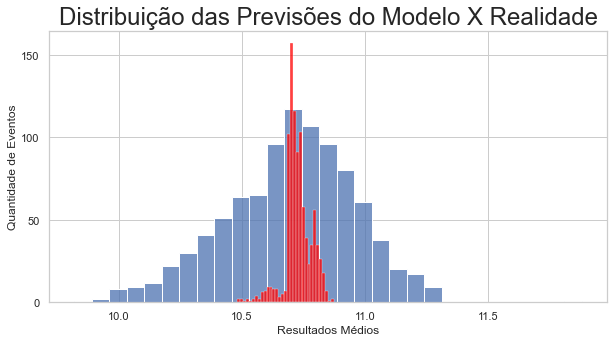 Distribuição das Previsões do Modelo X Realidade
150
100
50
0
Quantidade de Eventos
10.0 10.5 11.0 11.5
Resultados Médios